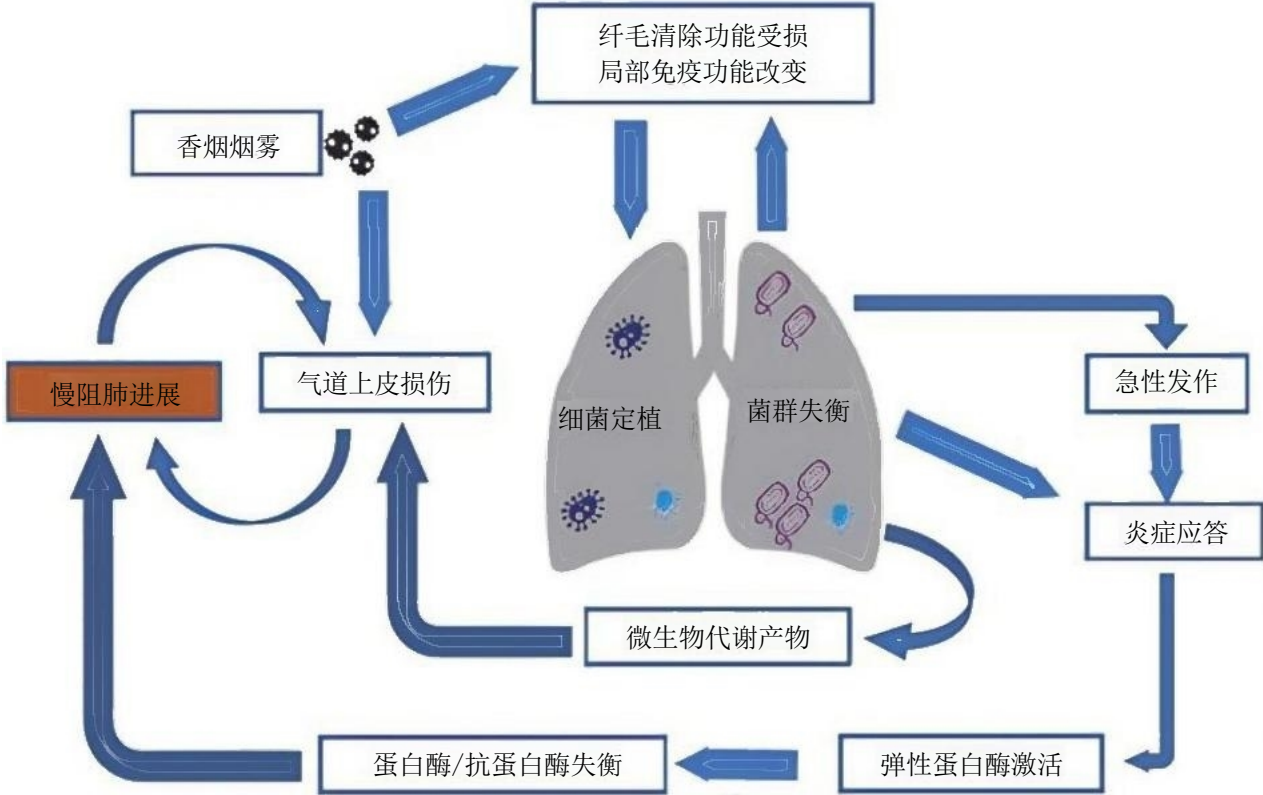 纤毛清除功能受损
局部免疫功能改变
香烟烟雾
慢阻肺进展
气道上皮损伤
细菌定植
菌群失衡
急性发作
炎症应答
微生物代谢产物
蛋白酶/抗蛋白酶失衡
弹性蛋白酶激活